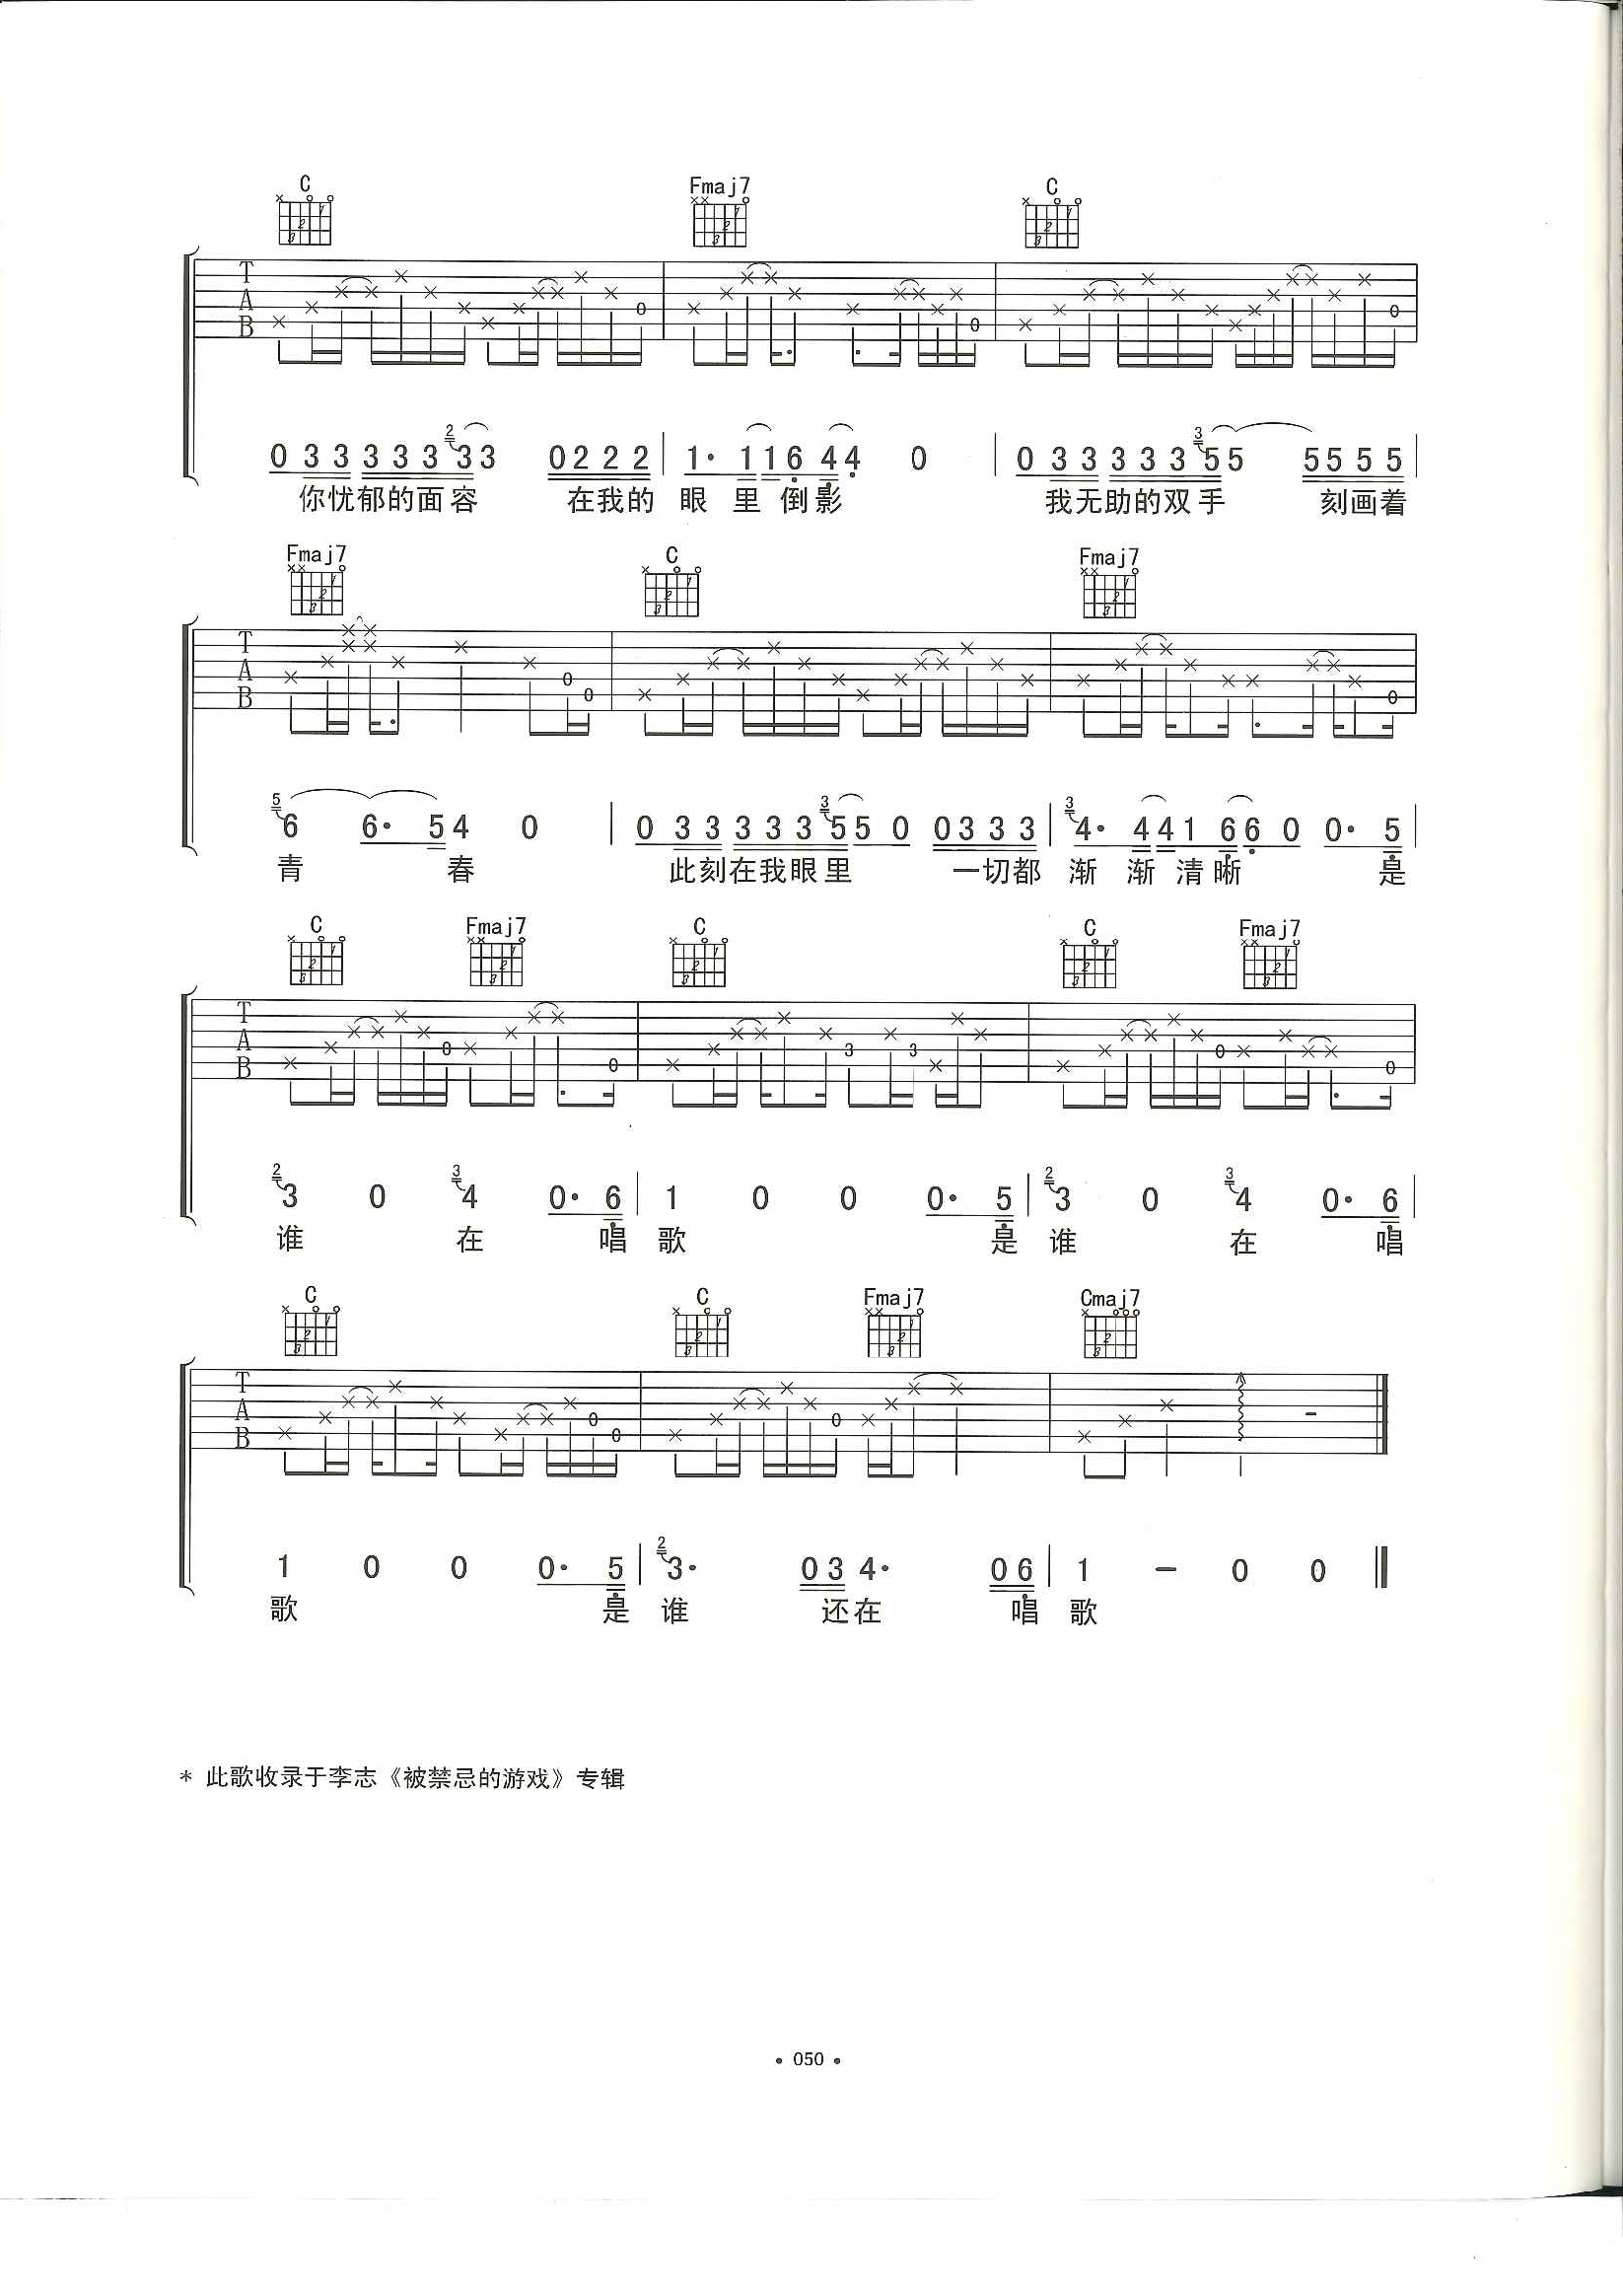 C Fmaj7 C
T
A
B
0 3 3 3 3 3 3 3 0 2 2 2 | 1· 1 1 6 4 4 0 | 0 3 3 3 3 3 5 5 5 5 5 5 |
你忧郁的面容 在我的 眼 里 倒影 我无助的双手 刻画着
Fmaj7 C Fmaj7
T
A
B
6 6· 5 4 0 | 0 3 3 3 3 3 5 5 0 0 3 3 3 | 4· 4 4 1 6 6 0 0· 5 |
青 春 此刻在我眼里 一切都 渐 渐 清 晰 是
C Fmaj7 C C Fmaj7
T
A
B
3 0 4 0· 6 | 1 0 0 0· 5 | 3 0 4 0· 6 |
谁 在 唱 歌 是 谁 在 唱
C C Fmaj7 Cmaj7
T
A
B
1 0 0 0· 5 | 3· 0 3 4· 0 6 | 1 − 0 0
歌 是 谁 还在 唱 歌
* 此歌收录于李志《被禁忌的游戏》专辑
• 050 •